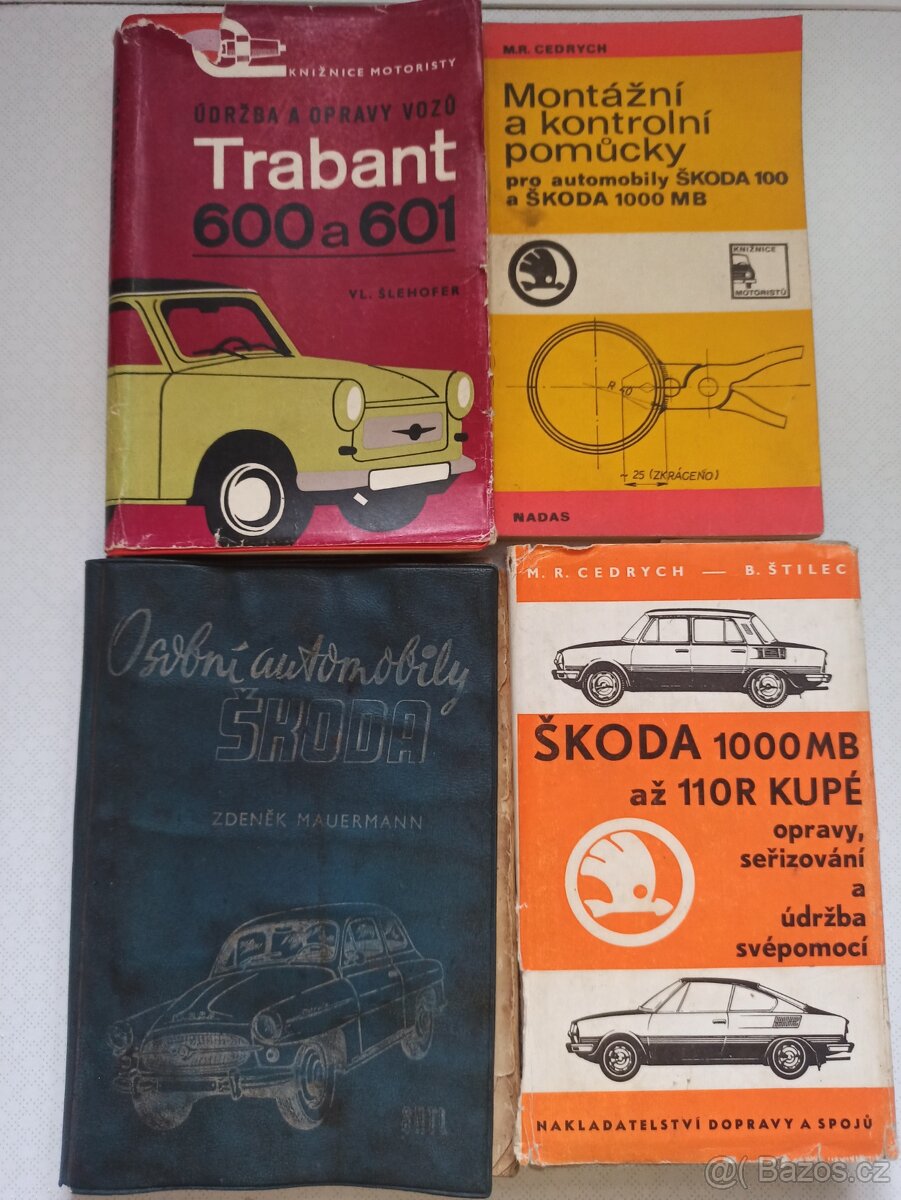 KNIŽNICE MOTORISTY
ÚDRŽBA A OPRAVY VOZŮ
Trabant
600 a 601
VL. ŠLEHOFER
M.R. CEDRYCH
Montážní
a kontrolní
pomůcky
pro automobily ŠKODA 100
a ŠKODA 1000 MB
KNIŽNICE
MOTORISTŮ
R 40
~ 25 (ZKRÁCENO)
NADAS
Osobní automobily
ŠKODA
ZDENĚK MAUERMANN
SNTL
M. R. CEDRYCH — B. ŠTILEC
ŠKODA 1000MB
až 110R KUPÉ
opravy,
seřizování
a
údržba
svépomocí
NAKLADATELSTVÍ DOPRAVY A SPOJŮ
@ Bazos.cz